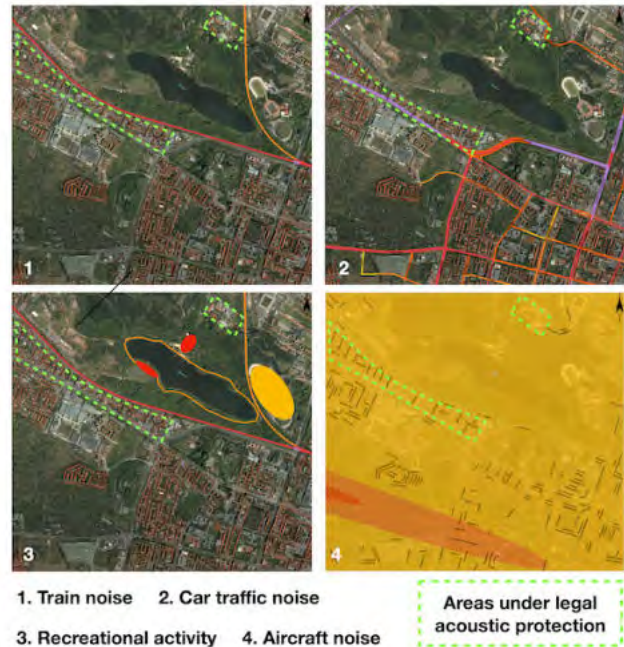 1
2
3
4
1. Train noise 2. Car traffic noise
3. Recreational activity 4. Aircraft noise
Areas under legal
acoustic protection